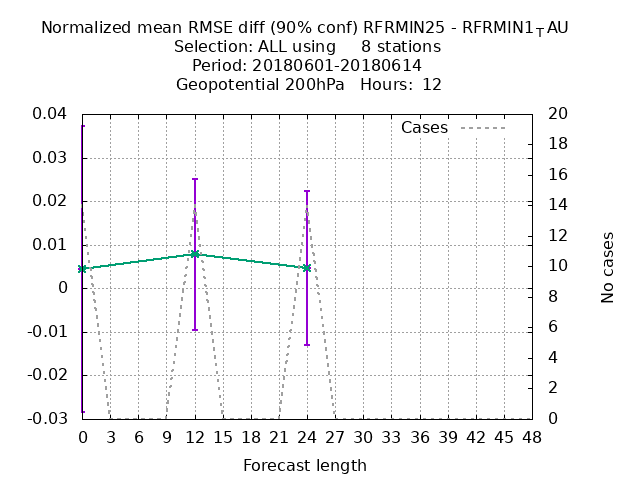 Normalized mean RMSE diff (90% conf) RFRMIN25 - RFRMIN1TAU
Selection: ALL using 8 stations
Period: 20180601-20180614
Geopotential 200hPa Hours: 12
Cases
0.04
0.03
0.02
0.01
0
-0.01
-0.02
-0.03
20
18
16
14
12
10
8
6
4
2
0
No cases
0 3 6 9 12 15 18 21 24 27 30 33 36 39 42 45 48
Forecast length